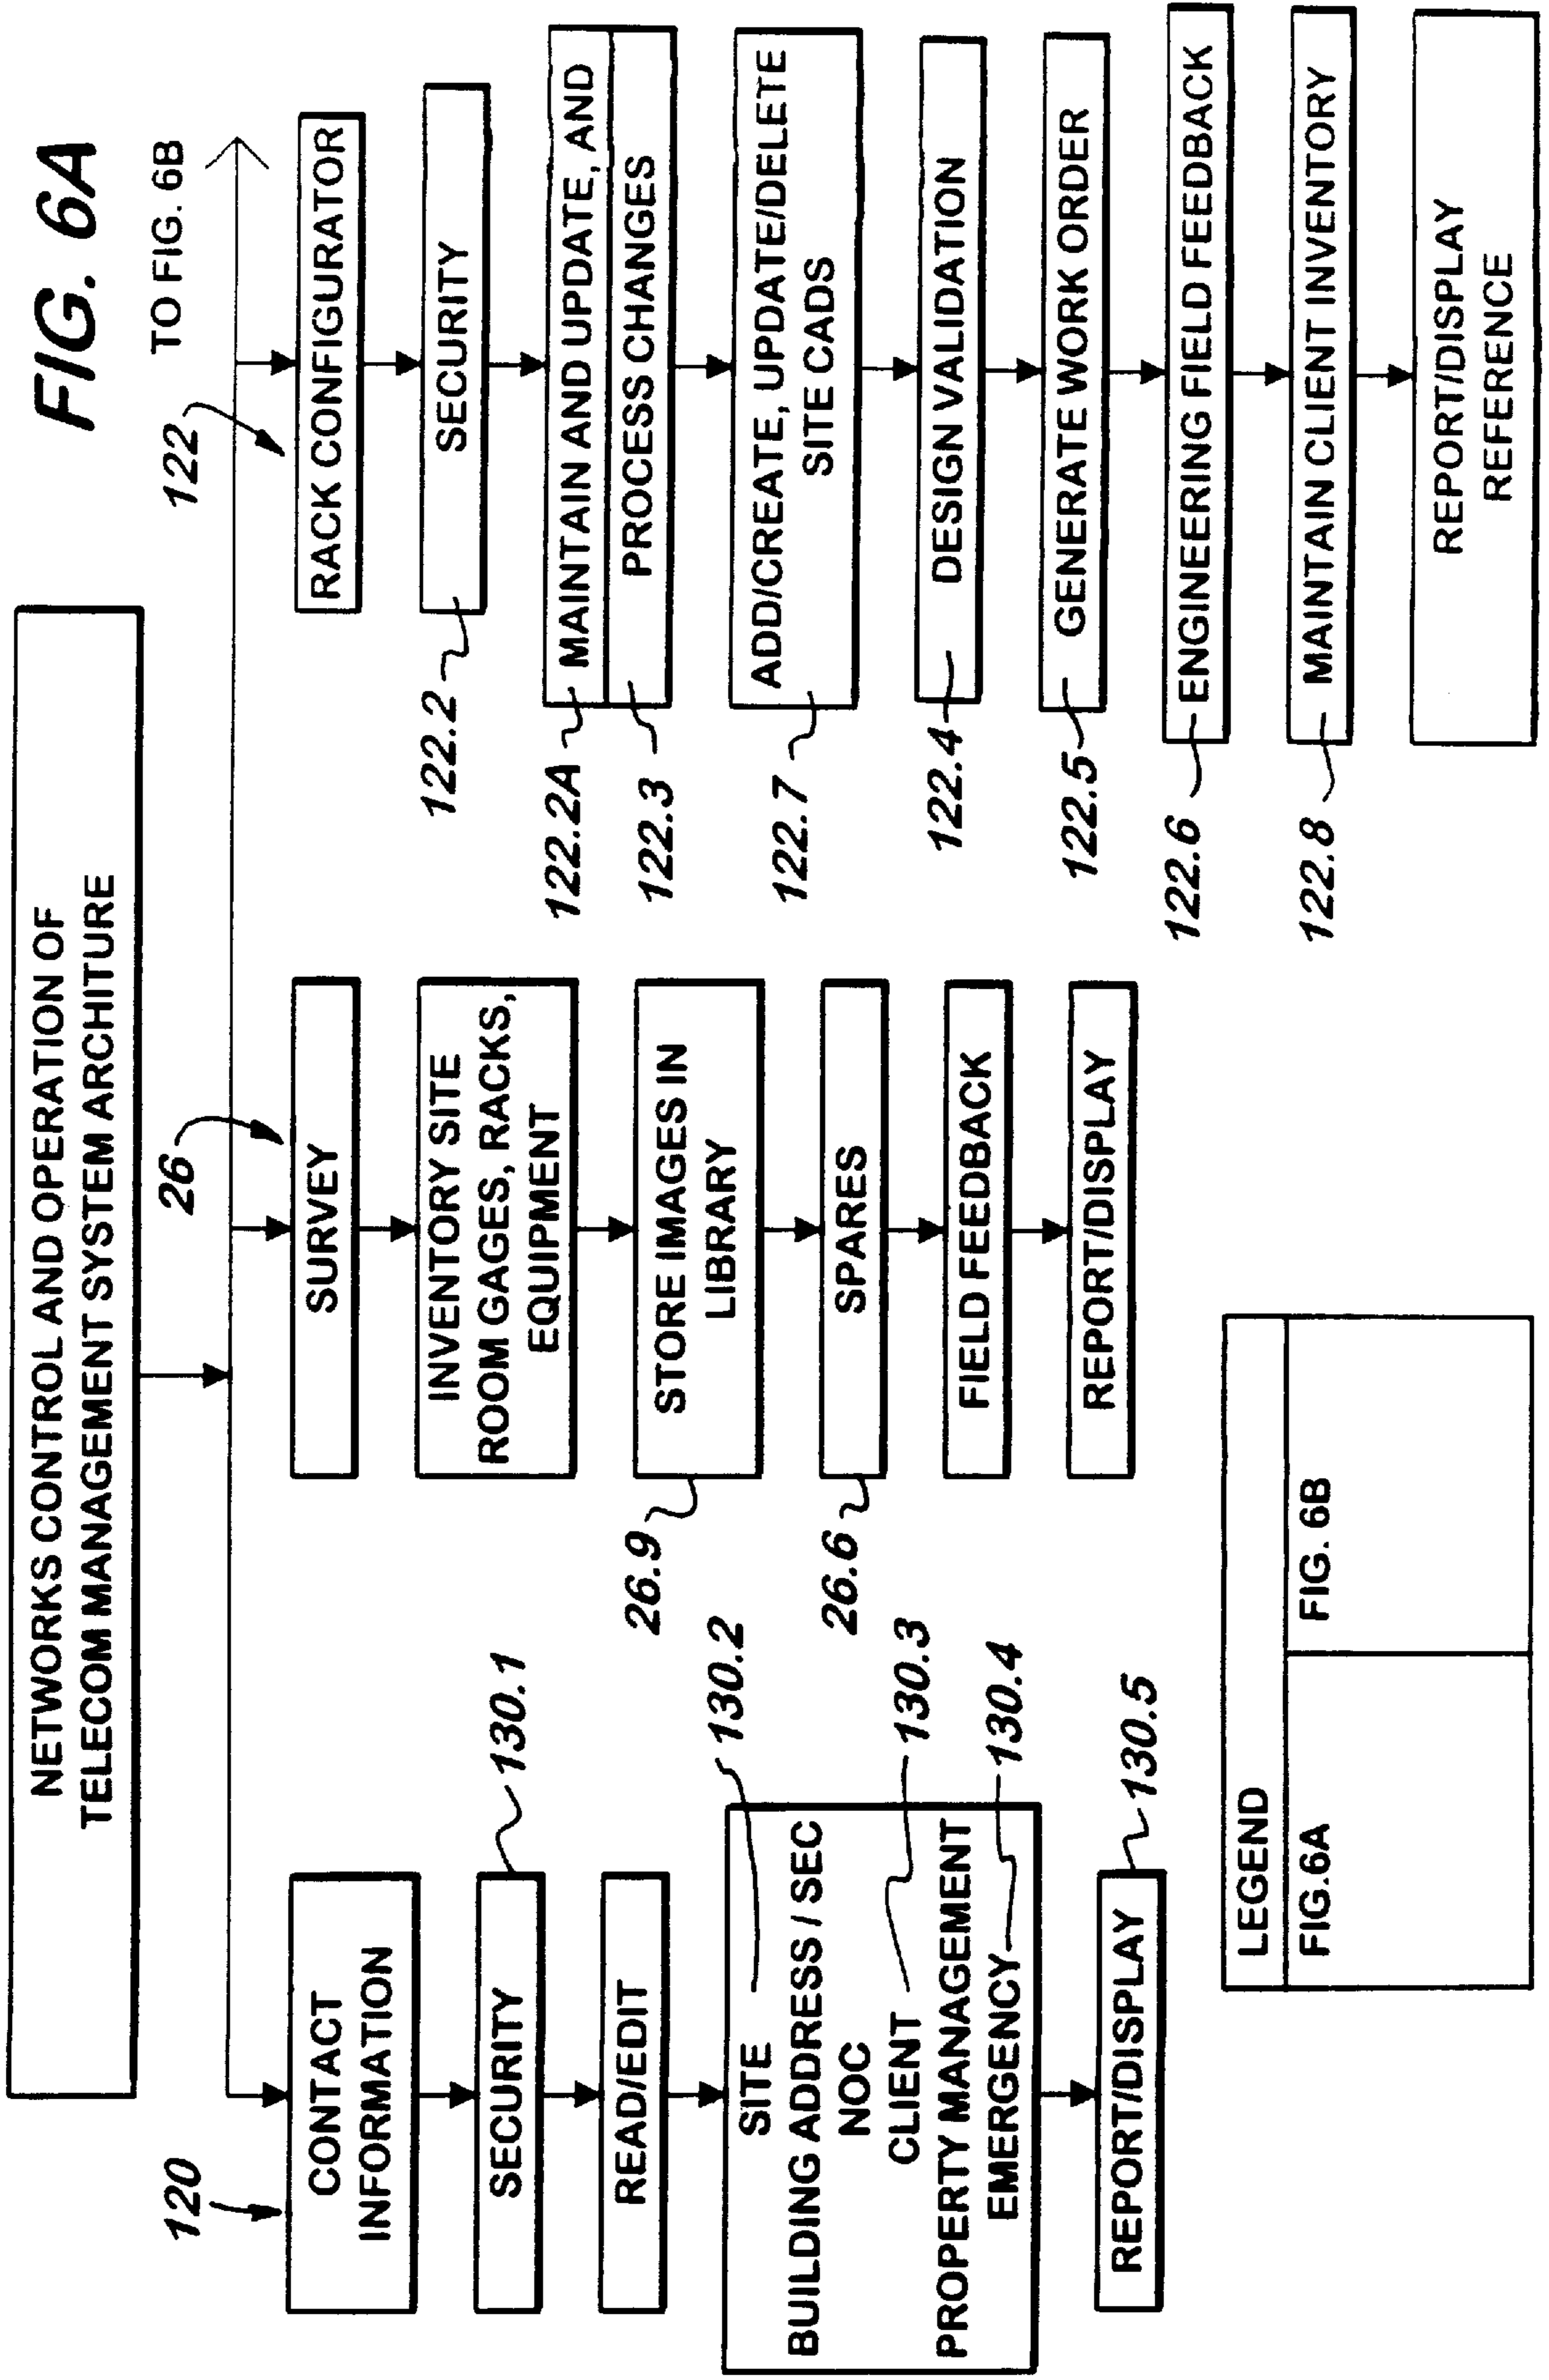 FIG. 6A
NETWORKS CONTROL AND OPERATION OF
TELECOM MANAGEMENT SYSTEM ARCHITURE
TO FIG. 6B
120
CONTACT
INFORMATION
SECURITY
130.1
READ/EDIT
SITE
130.2
BUILDING ADDRESS / SEC
NOC
CLIENT
130.3
PROPERTY MANAGEMENT
EMERGENCY
130.4
REPORT/DISPLAY
130.5
26
SURVEY
INVENTORY SITE
ROOM GAGES, RACKS,
EQUIPMENT
26.9
STORE IMAGES IN
LIBRARY
26.6
SPARES
FIELD FEEDBACK
REPORT/DISPLAY
122
RACK CONFIGURATOR
122.2
SECURITY
122.2A
MAINTAIN AND UPDATE, AND
122.3
PROCESS CHANGES
122.7
ADD/CREATE, UPDATE/DELETE
SITE CADS
122.4
DESIGN VALIDATION
122.5
GENERATE WORK ORDER
122.6
ENGINEERING FIELD FEEDBACK
122.8
MAINTAIN CLIENT INVENTORY
REPORT/DISPLAY
REFERENCE
LEGEND
FIG.6A
FIG. 6B